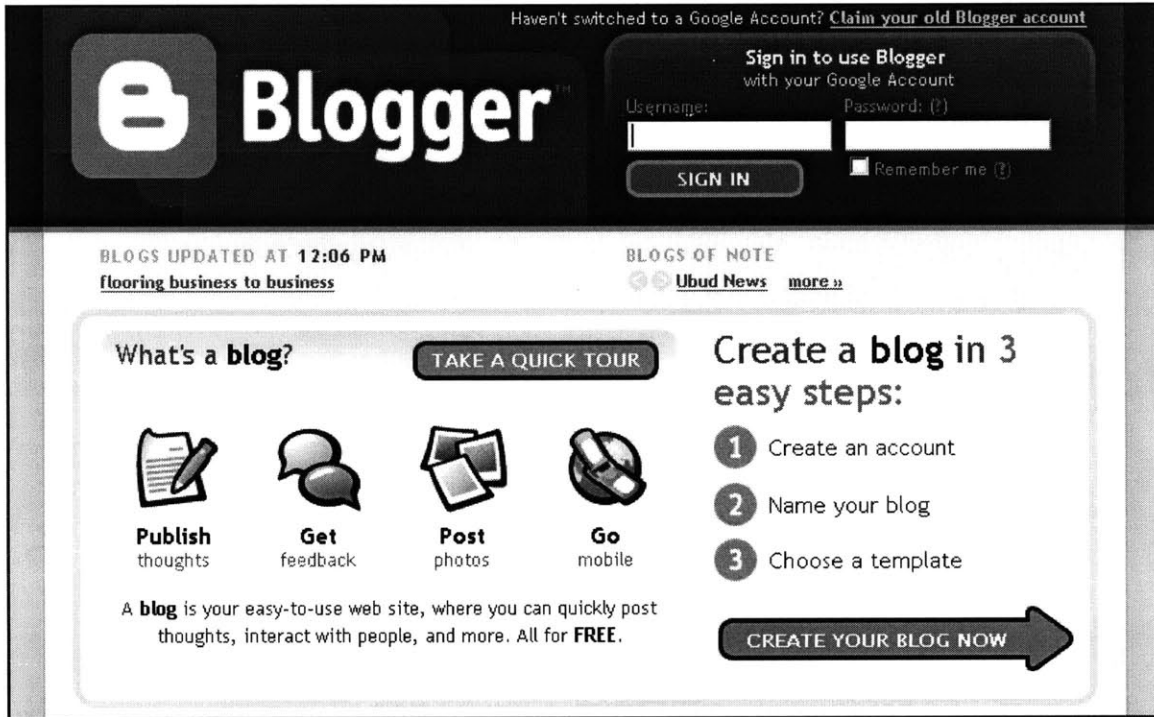 Haven't switched to a Google Account? Claim your old Blogger account
Blogger™
Sign in to use Blogger
with your Google Account
Username:
Password: (?)
SIGN IN
Remember me (?)
BLOGS UPDATED AT 12:06 PM
flooring business to business
BLOGS OF NOTE
Ubud News more »
What's a blog?
TAKE A QUICK TOUR
Publish
thoughts
Get
feedback
Post
photos
Go
mobile
A blog is your easy-to-use web site, where you can quickly post
thoughts, interact with people, and more. All for FREE.
Create a blog in 3
easy steps:
1 Create an account
2 Name your blog
3 Choose a template
CREATE YOUR BLOG NOW